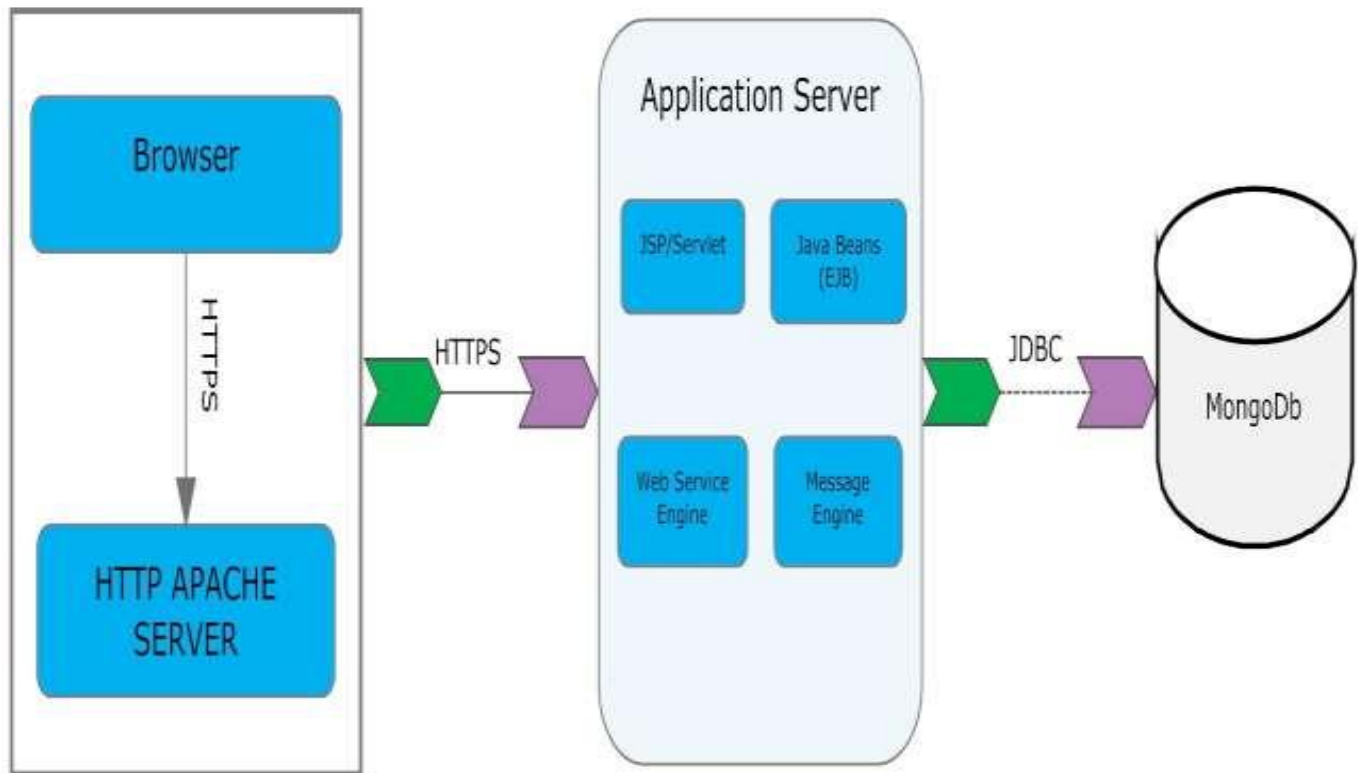 Browser
HTTPS
HTTP APACHE
SERVER
HTTPS
Application Server
JSP/Servlet
Java Beans
(EJB)
Web Service
Engine
Message
Engine
JDBC
MongoDb